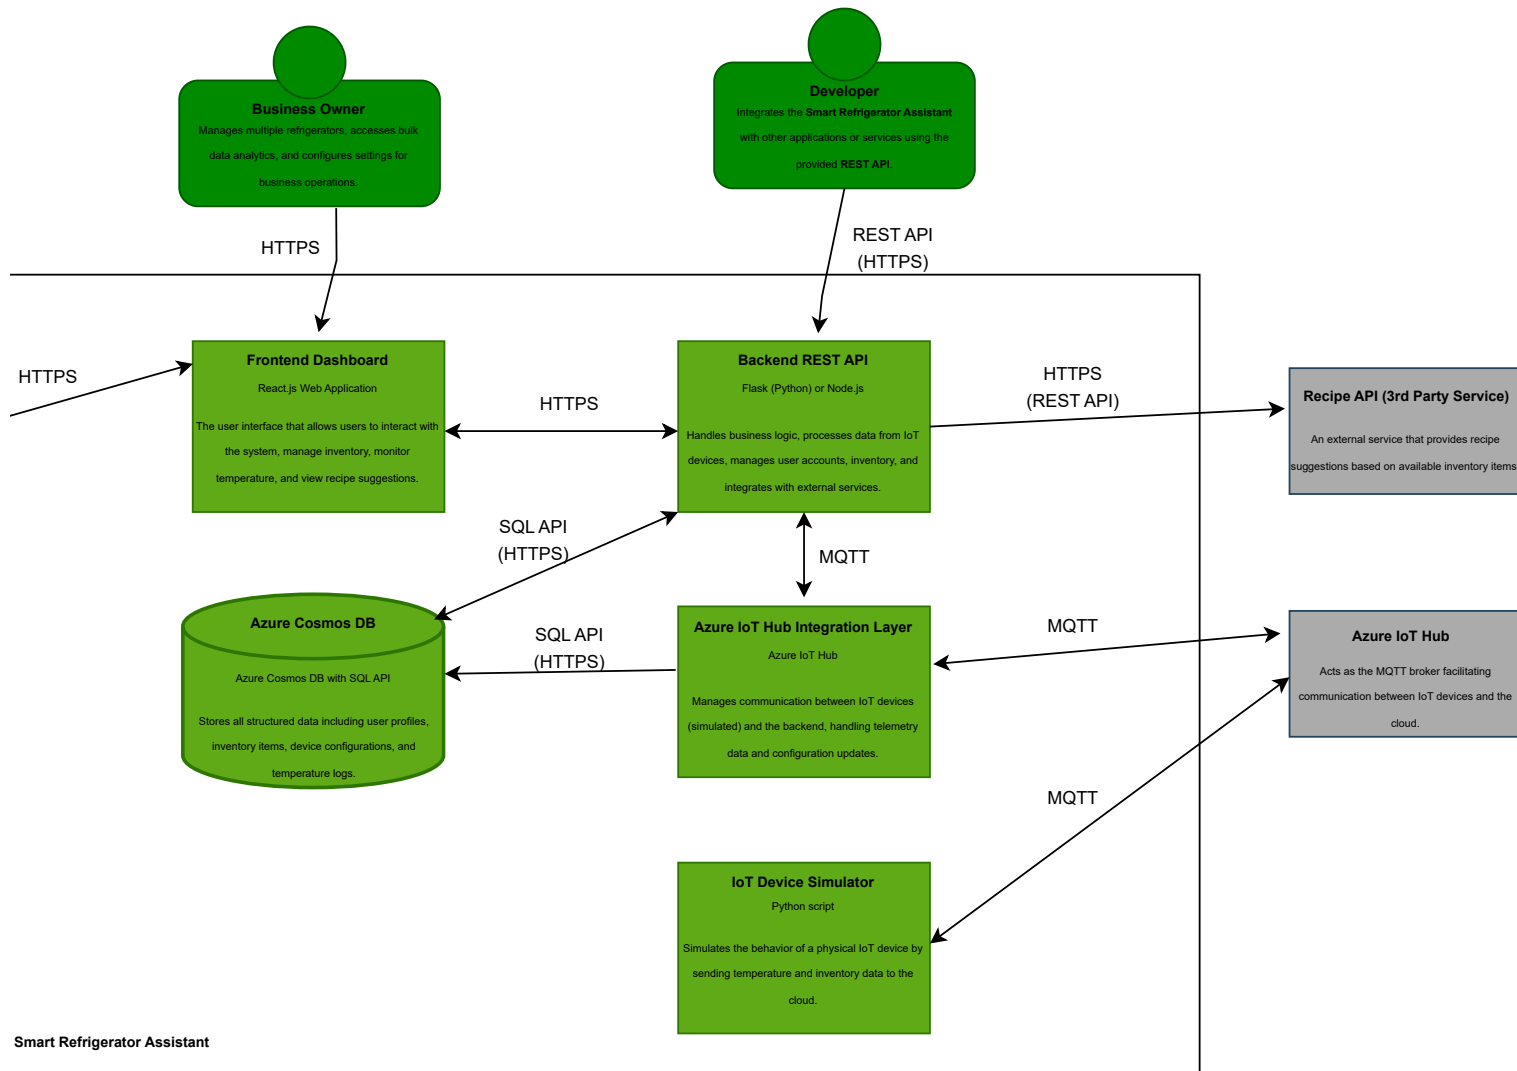 Business Owner
Manages multiple refrigerators, accesses bulk
data analytics, and configures settings for
business operations.
Developer
Integrates the Smart Refrigerator Assistant
with other applications or services using the
provided REST API.
HTTPS
REST API
(HTTPS)
HTTPS
Frontend Dashboard
React.js Web Application
The user interface that allows users to interact with
the system, manage inventory, monitor
temperature, and view recipe suggestions.
HTTPS
Backend REST API
Flask (Python) or Node.js
Handles business logic, processes data from IoT
devices, manages user accounts, inventory, and
integrates with external services.
HTTPS
(REST API)
Recipe API (3rd Party Service)
An external service that provides recipe
suggestions based on available inventory items
SQL API
(HTTPS)
MQTT
Azure Cosmos DB
Azure Cosmos DB with SQL API
Stores all structured data including user profiles,
inventory items, device configurations, and
temperature logs.
SQL API
(HTTPS)
Azure IoT Hub Integration Layer
Azure IoT Hub
Manages communication between IoT devices
(simulated) and the backend, handling telemetry
data and configuration updates.
MQTT
Azure IoT Hub
Acts as the MQTT broker facilitating
communication between IoT devices and the
cloud.
MQTT
IoT Device Simulator
Python script
Simulates the behavior of a physical IoT device by
sending temperature and inventory data to the
cloud.
Smart Refrigerator Assistant